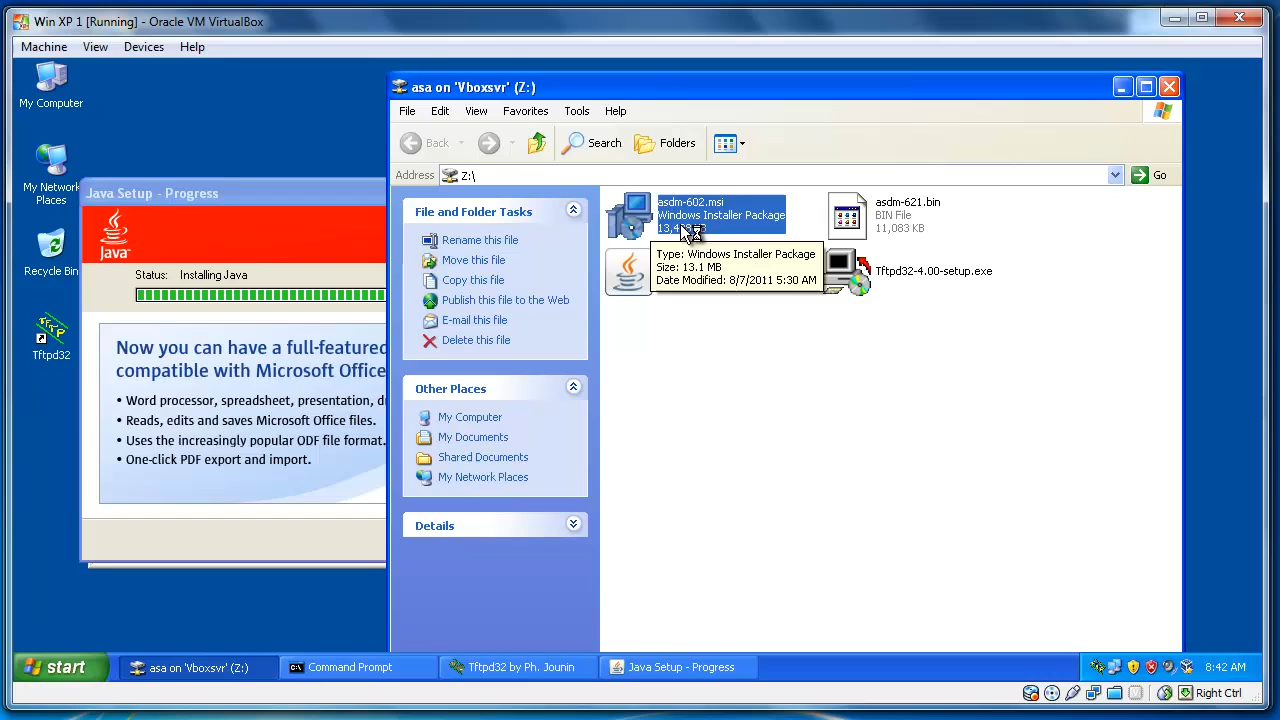 Win XP 1 [Running] - Oracle VM VirtualBox
Machine View Devices Help
My Computer
My Network
Places
Recycle Bin
TFTP
Tftpd32
Java Setup - Progress
Java
Status: Installing Java
Now you can have a full-featured
compatible with Microsoft Office
• Word processor, spreadsheet, presentation,
• Reads, edits and saves Microsoft Office files.
• Uses the increasingly popular ODF file format.
• One-click PDF export and import.
asa on 'Vboxsvr' (Z:)
File Edit View Favorites Tools Help
Back Search Folders
Address Z:\ Go
File and Folder Tasks
Rename this file
Move this file
Copy this file
Publish this file to the Web
E-mail this file
Delete this file
Other Places
My Computer
My Documents
Shared Documents
My Network Places
Details
asdm-602.msi
Windows Installer Package
asdm-621.bin
BIN File
11,083 KB
Type: Windows Installer Package
Size: 13.1 MB
Date Modified: 8/7/2011 5:30 AM
Tftpd32-4.00-setup.exe
start asa on 'Vboxsvr' (Z:) Command Prompt Tftpd32 by Ph. Jounin Java Setup - Progress 8:42 AM
Right Ctrl